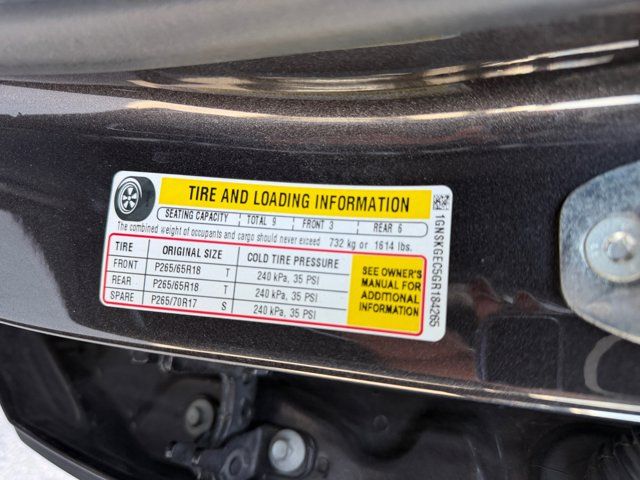 TIRE AND LOADING INFORMATION
SEATING CAPACITY TOTAL 9 FRONT 3 REAR 6
The combined weight of occupants and cargo should never exceed 732 kg or 1614 lbs.
TIRE ORIGINAL SIZE COLD TIRE PRESSURE
FRONT P265/65R18 T 240 kPa, 35 PSI
REAR P265/65R18 T 240 kPa, 35 PSI
SPARE P265/70R17 S 240 kPa, 35 PSI
SEE OWNER'S
MANUAL FOR
ADDITIONAL
INFORMATION
1GNSKGEC5GR184265